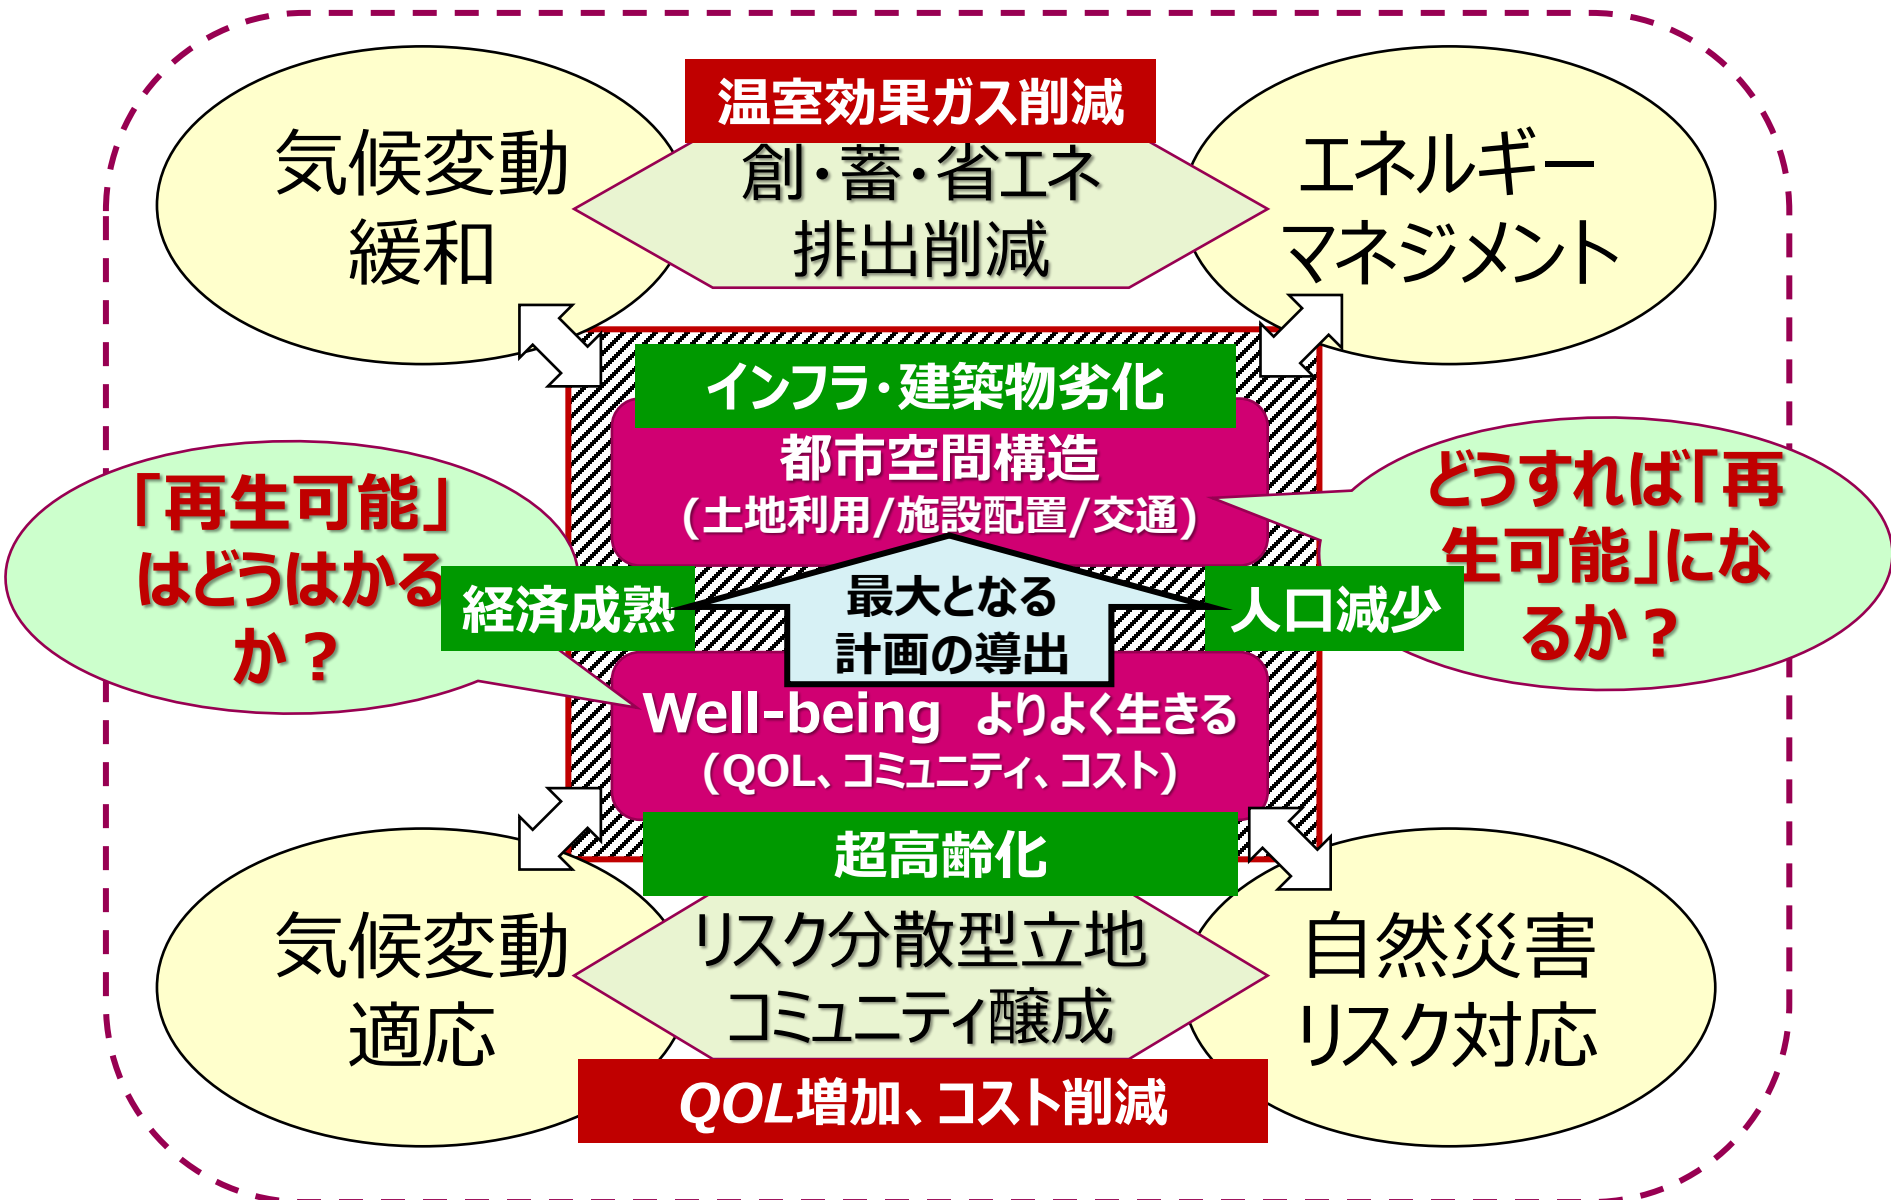 温室効果ガス削減
気候変動
緩和
創・蓄・省エネ
排出削減
エネルギー
マネジメント
インフラ・建築物劣化
都市空間構造
(土地利用/施設配置/交通)
「再生可能」
はどうはかる
か？
どうすれば「再
生可能」にな
るか？
経済成熟
最大となる
計画の導出
人口減少
Well-being よりよく生きる
(QOL、コミュニティ、コスト)
超高齢化
気候変動
適応
リスク分散型立地
コミュニティ醸成
自然災害
リスク対応
QOL増加、コスト削減